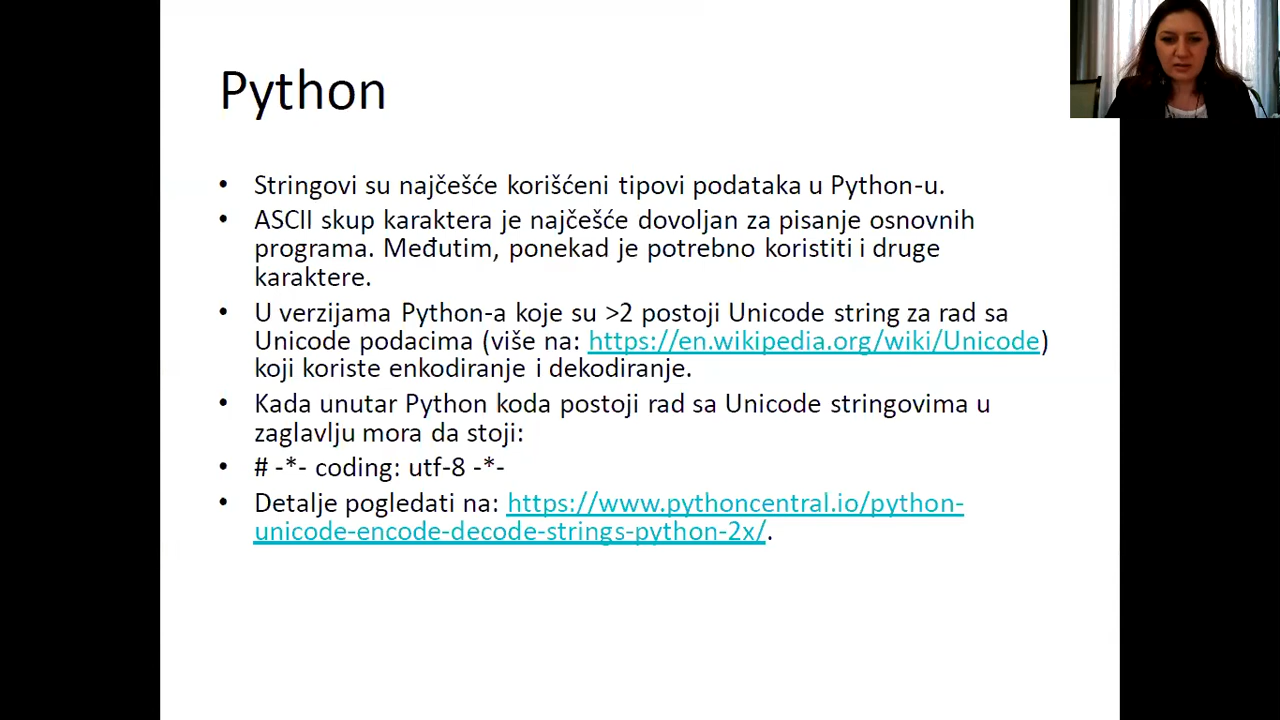 Python
• Stringovi su najčešće korišćeni tipovi podataka u Python-u.
• ASCII skup karaktera je najčešće dovoljan za pisanje osnovnih
programa. Međutim, ponekad je potrebno koristiti i druge
karaktere.
• U verzijama Python-a koje su >2 postoji Unicode string za rad sa
Unicode podacima (više na: https://en.wikipedia.org/wiki/Unicode)
koji koriste enkodiranje i dekodiranje.
• Kada unutar Python koda postoji rad sa Unicode stringovima u
zaglavlju mora da stoji:
• # -*- coding: utf-8 -*-
• Detalje pogledati na: https://www.pythoncentral.io/python-
unicode-encode-decode-strings-python-2x/.